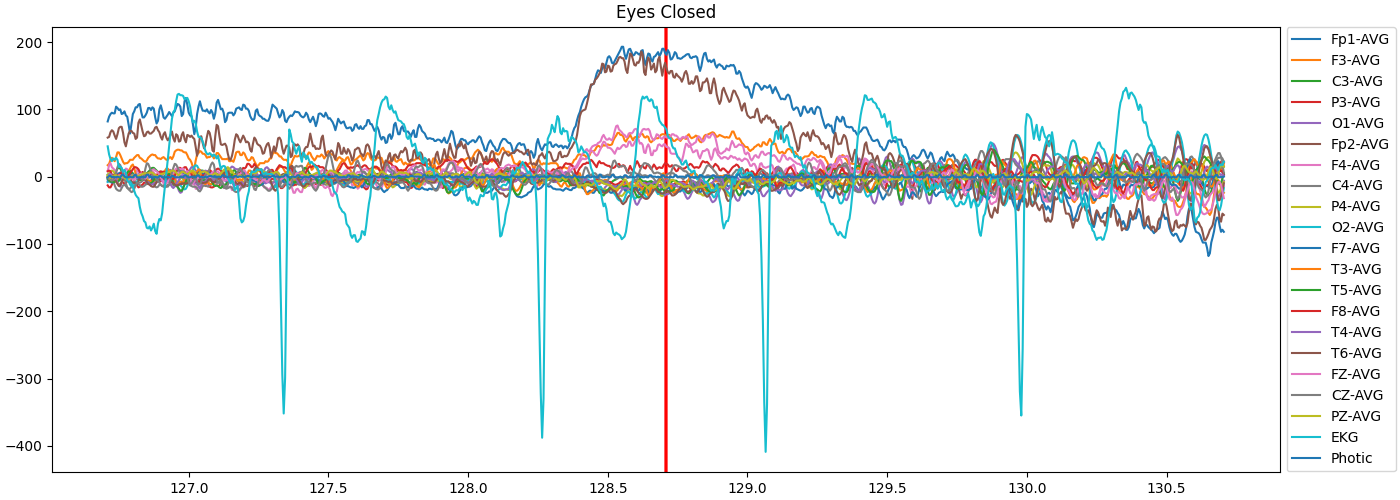 Eyes Closed
200
100
0
−100
−200
−300
−400
127.0 127.5 128.0 128.5 129.0 129.5 130.0 130.5
Fp1-AVG
F3-AVG
C3-AVG
P3-AVG
O1-AVG
Fp2-AVG
F4-AVG
C4-AVG
P4-AVG
O2-AVG
F7-AVG
T3-AVG
T5-AVG
F8-AVG
T4-AVG
T6-AVG
FZ-AVG
CZ-AVG
PZ-AVG
EKG
Photic